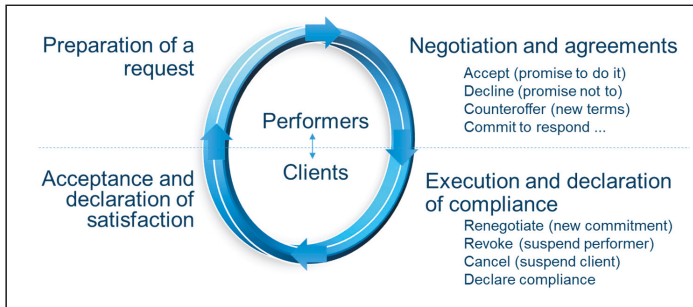 Preparation of a
request
Negotiation and agreements
Accept (promise to do it)
Decline (promise not to)
Counteroffer (new terms)
Commit to respond ...
Performers
Clients
Acceptance and
declaration of
satisfaction
Execution and declaration
of compliance
Renegotiate (new commitment)
Revoke (suspend performer)
Cancel (suspend client)
Declare compliance